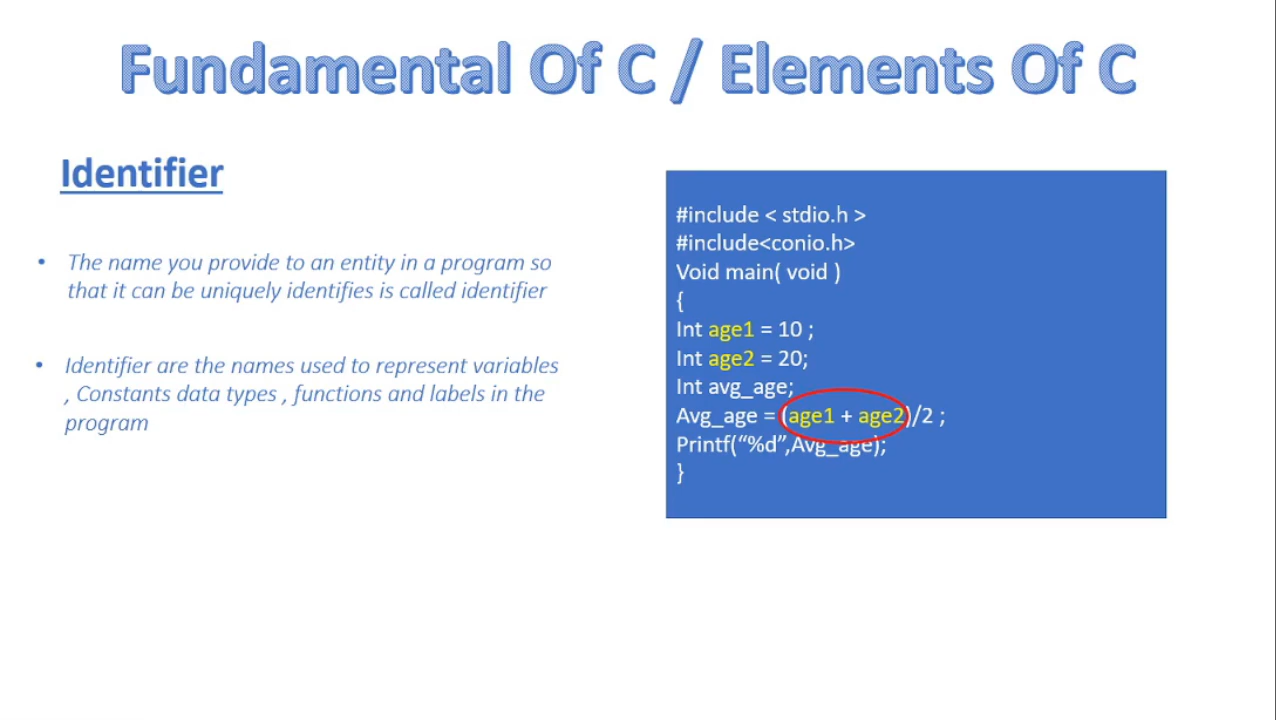 Fundamental Of C / Elements Of C
Identifier
• The name you provide to an entity in a program so
that it can be uniquely identifies is called identifier
• Identifier are the names used to represent variables
, Constants data types , functions and labels in the
program
#include < stdio.h >
#include<conio.h>
Void main( void )
{
Int age1 = 10 ;
Int age2 = 20;
Int avg_age;
Avg_age = (age1 + age2)/2 ;
Printf(“%d”,Avg_age);
}